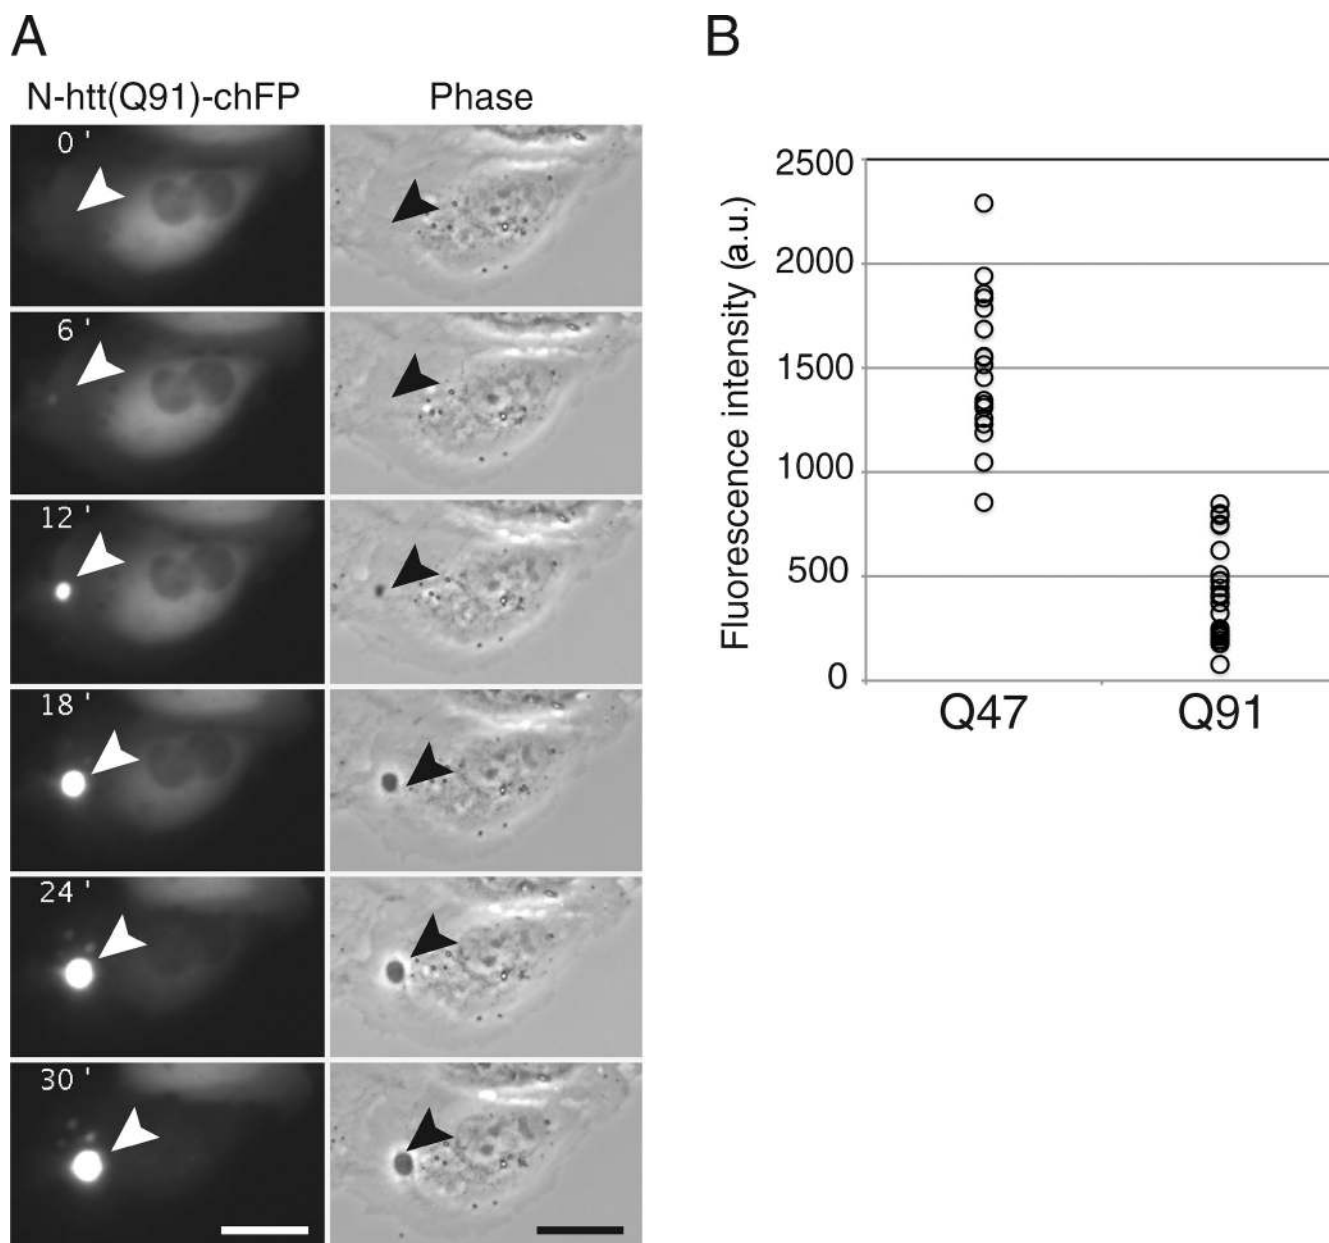 A
N-htt(Q91)-chFP Phase
0 '
6 '
12 '
18 '
24 '
30 '
B
Fluorescence intensity (a.u.)
2500
2000
1500
1000
500
0
Q47 Q91